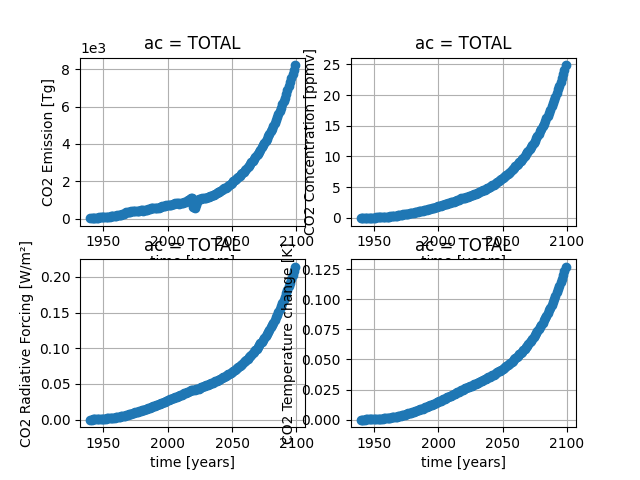 ac = TOTAL
1e3
CO2 Emission [Tg]
8
6
4
2
0
1950 2000 2050 2100
time [years]
ac = TOTAL
CO2 Concentration [ppmv]
25
20
15
10
5
0
1950 2000 2050 2100
time [years]
ac = TOTAL
CO2 Radiative Forcing [W/m²]
0.20
0.15
0.10
0.05
0.00
1950 2000 2050 2100
time [years]
ac = TOTAL
CO2 Temperature change [K]
0.125
0.100
0.075
0.050
0.025
0.000
1950 2000 2050 2100
time [years]